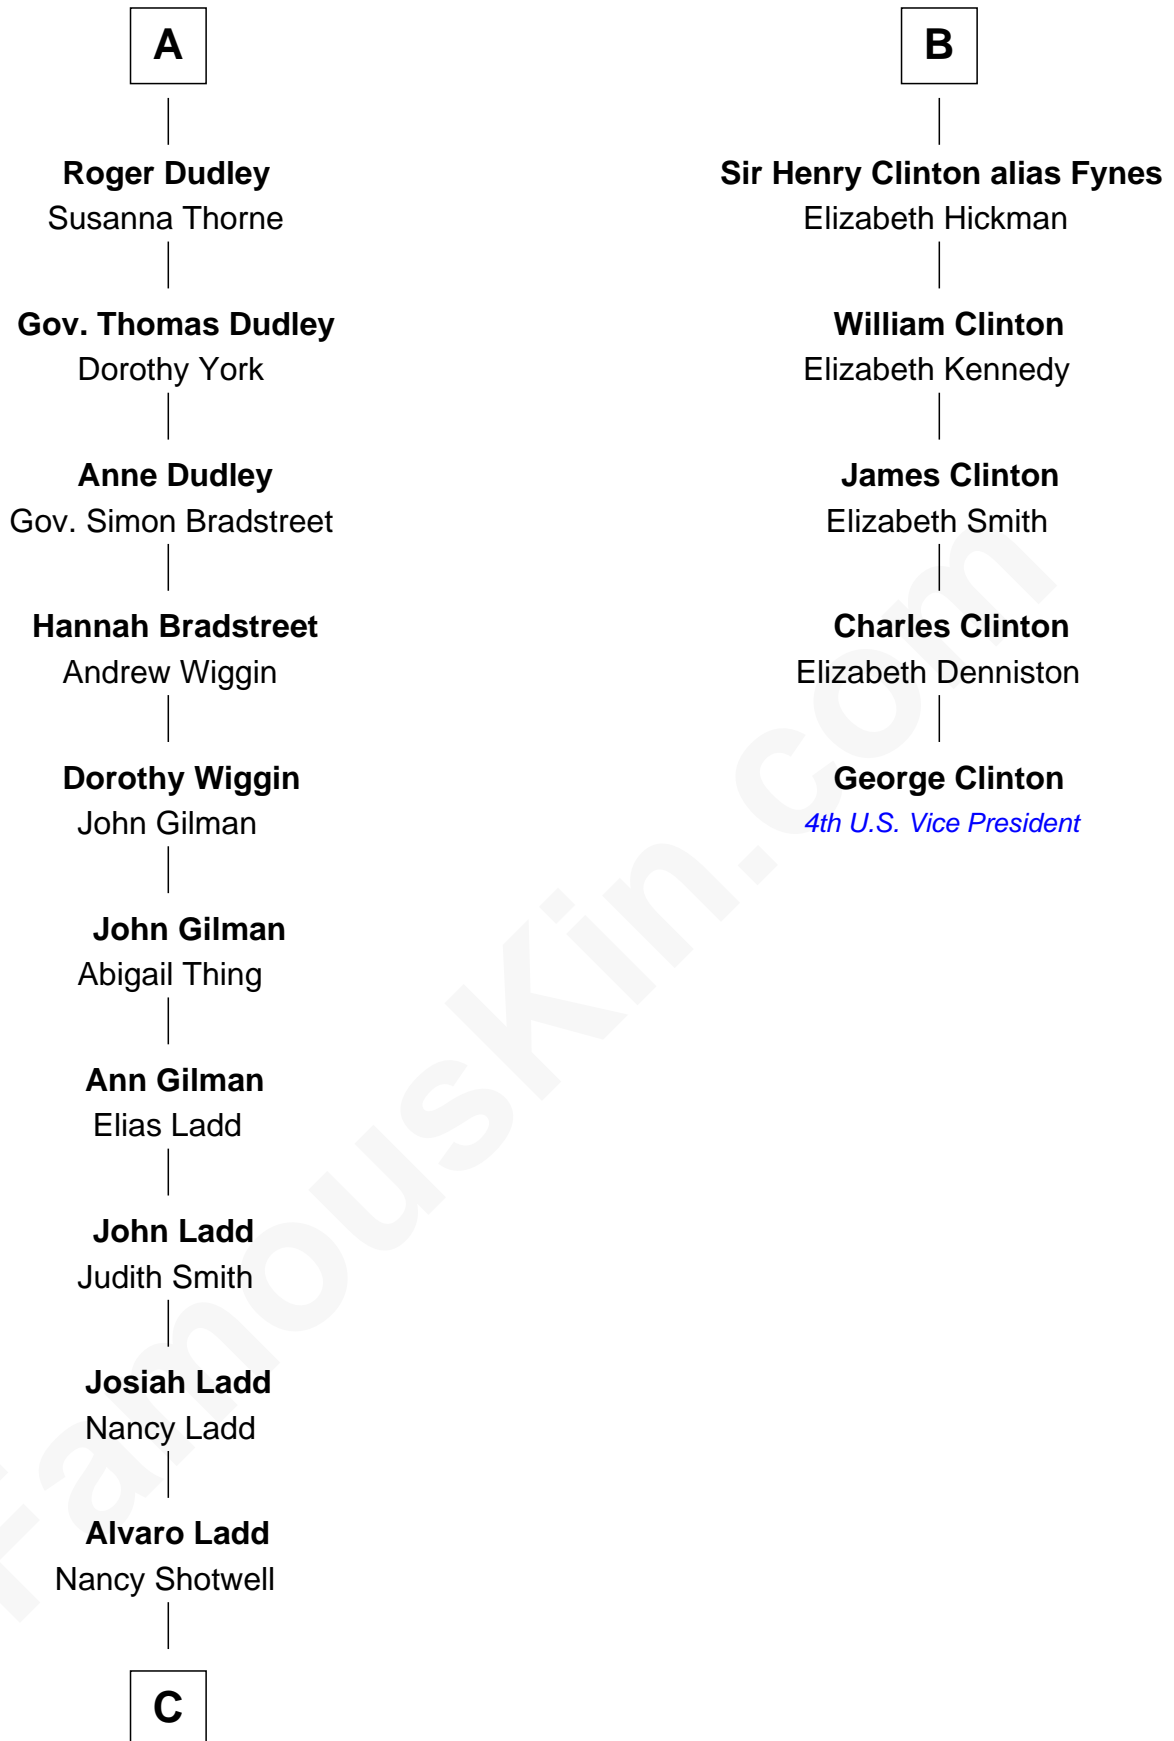 A
Roger Dudley
Susanna Thorne
Gov. Thomas Dudley
Dorothy York
Anne Dudley
Gov. Simon Bradstreet
Hannah Bradstreet
Andrew Wiggin
Dorothy Wiggin
John Gilman
John Gilman
Abigail Thing
Ann Gilman
Elias Ladd
John Ladd
Judith Smith
Josiah Ladd
Nancy Ladd
Alvaro Ladd
Nancy Shotwell
C
B
Sir Henry Clinton alias Fynes
Elizabeth Hickman
William Clinton
Elizabeth Kennedy
James Clinton
Elizabeth Smith
Charles Clinton
Elizabeth Denniston
George Clinton
4th U.S. Vice President
FamousKin.com